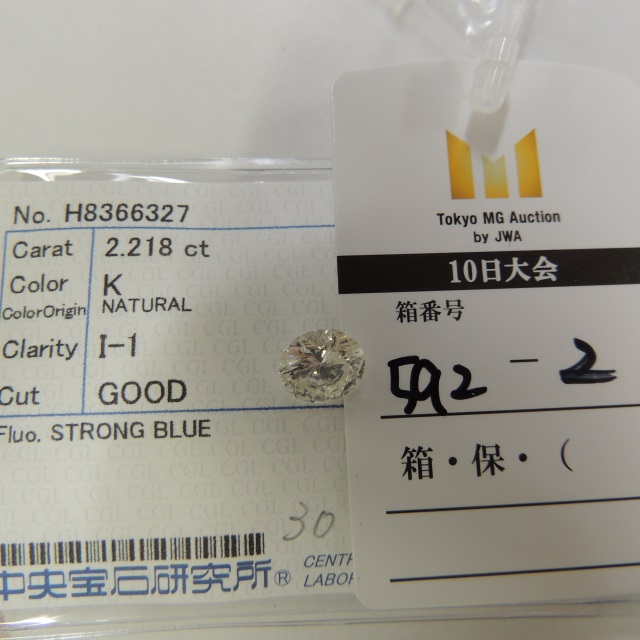 No. H8366327
Carat 2.218 ct
Color K
ColorOrigin NATURAL
Clarity I-1
Cut GOOD
Fluo. STRONG BLUE
30
中央宝石研究所®
CENTR
LABOR
Tokyo MG Auction
by JWA
10日大会
箱番号
592-2
箱・保・(